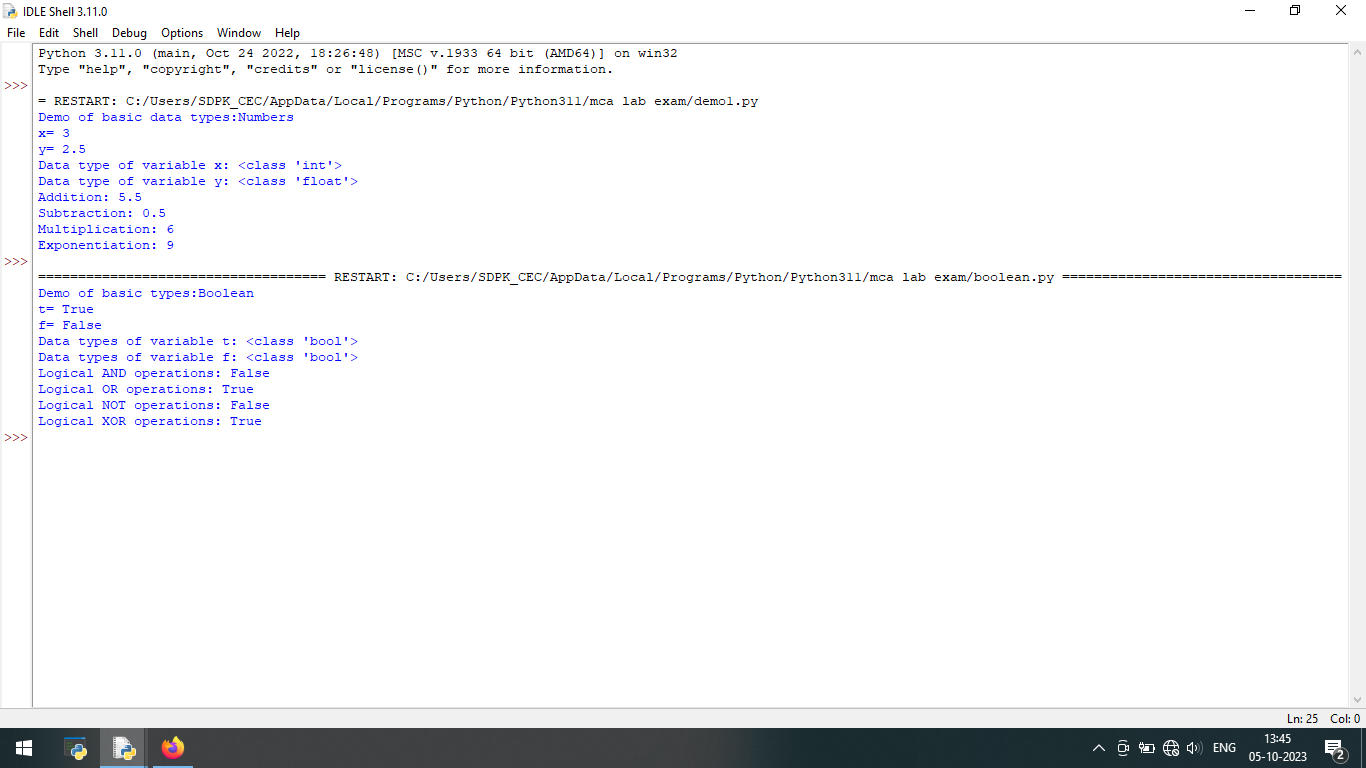 IDLE Shell 3.11.0
File Edit Shell Debug Options Window Help
Python 3.11.0 (main, Oct 24 2022, 18:26:48) [MSC v.1933 64 bit (AMD64)] on win32
Type "help", "copyright", "credits" or "license()" for more information.
>>>
= RESTART: C:/Users/SDPK_CEC/AppData/Local/Programs/Python/Python311/mca lab exam/demo1.py
Demo of basic data types:Numbers
x= 3
y= 2.5
Data type of variable x: <class 'int'>
Data type of variable y: <class 'float'>
Addition: 5.5
Subtraction: 0.5
Multiplication: 6
Exponentiation: 9
>>>
==================================== RESTART: C:/Users/SDPK_CEC/AppData/Local/Programs/Python/Python311/mca lab exam/boolean.py ===================================
Demo of basic types:Boolean
t= True
f= False
Data types of variable t: <class 'bool'>
Data types of variable f: <class 'bool'>
Logical AND operations: False
Logical OR operations: True
Logical NOT operations: False
Logical XOR operations: True
>>>
Ln: 25 Col: 0
ENG
13:45
05-10-2023
2